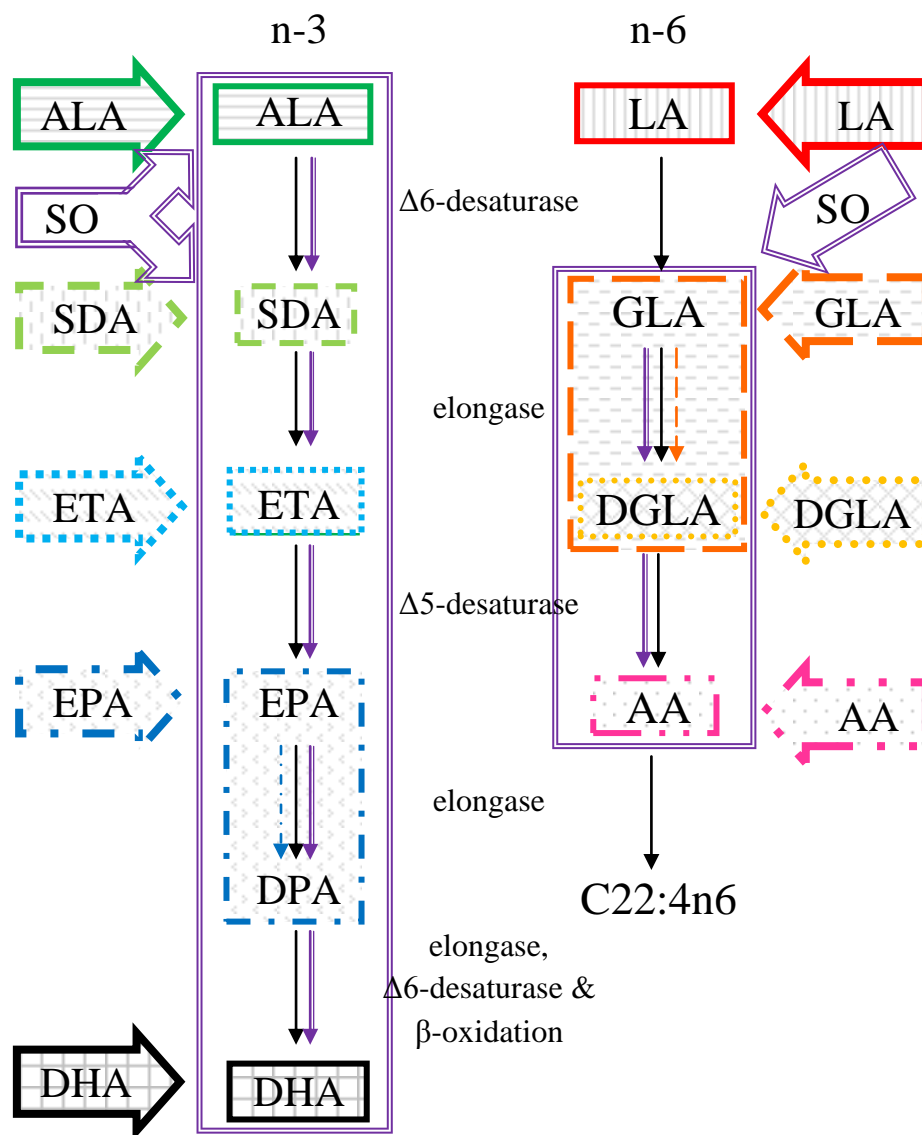 n-3
n-6
ALA
ALA
LA
LA
Δ6-desaturase
SO
SO
SDA
SDA
GLA
GLA
elongase
ETA
ETA
DGLA
DGLA
Δ5-desaturase
EPA
EPA
AA
AA
elongase
DPA
C22:4n6
elongase,
Δ6-desaturase &
β-oxidation
DHA
DHA